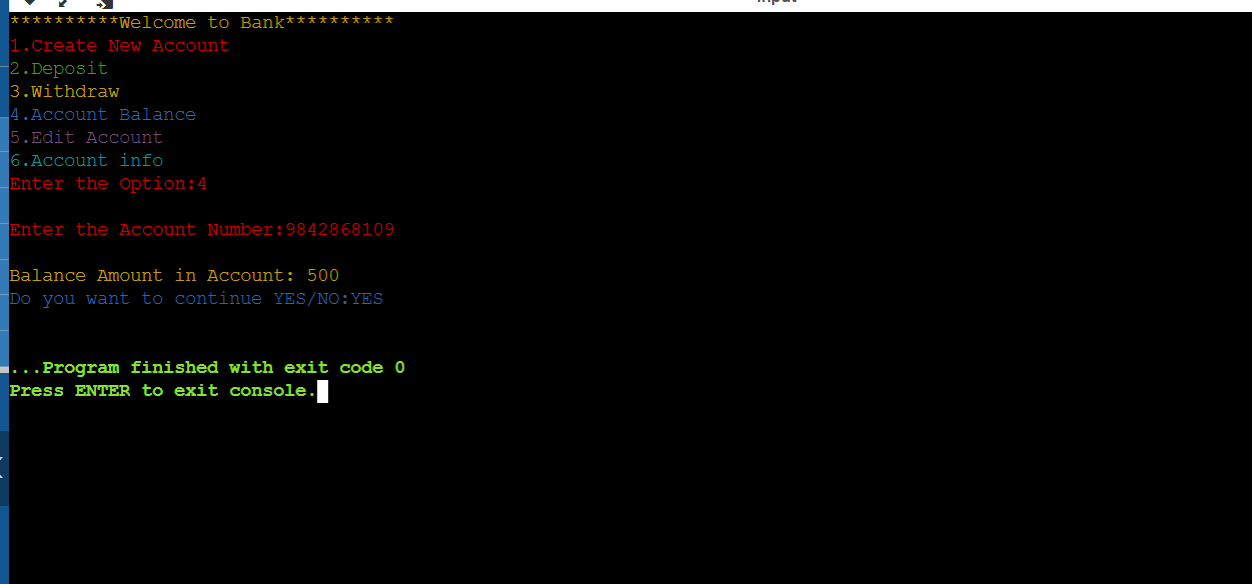 input
**********Welcome to Bank**********
1.Create New Account
2.Deposit
3.Withdraw
4.Account Balance
5.Edit Account
6.Account info
Enter the Option:4
Enter the Account Number:9842868109
Balance Amount in Account: 500
Do you want to continue YES/NO:YES
...Program finished with exit code 0
Press ENTER to exit console.